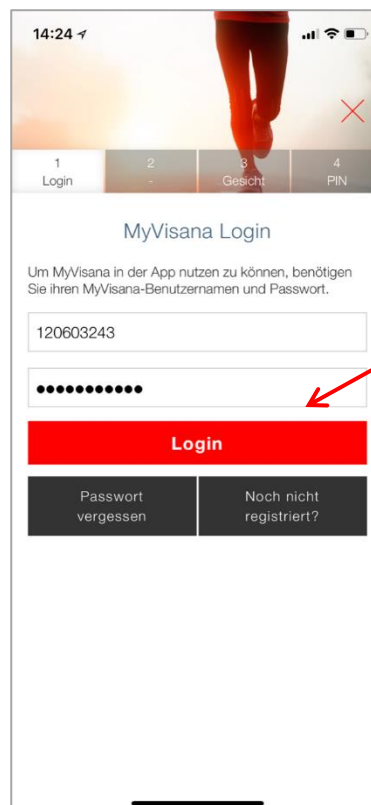 14:24
1 2 3 4
Login - Gesicht PIN
MyVisana Login
Um MyVisana in der App nutzen zu können, benötigen
Sie ihren MyVisana-Benutzernamen und Passwort.
120603243
●●●●●●●●●●●
Login
Passwort
vergessen
Noch nicht
registriert?